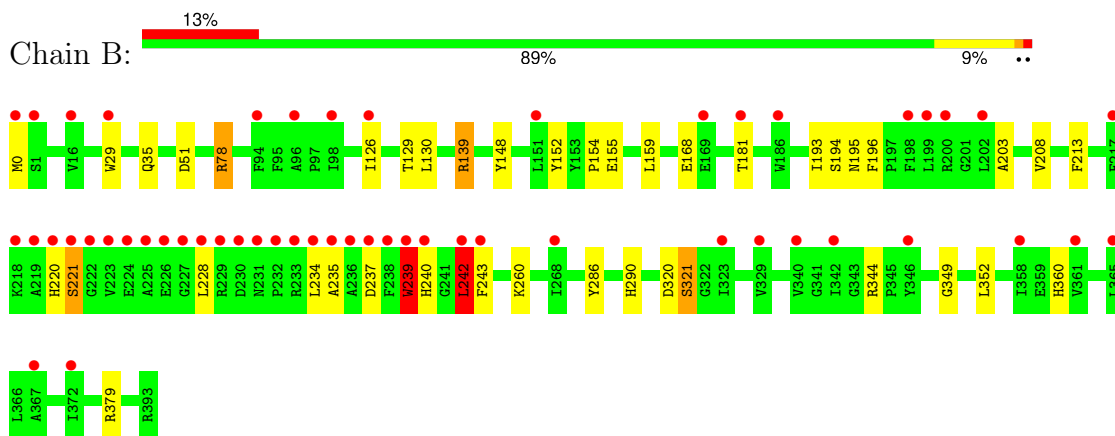 13%
Chain B:
89% 9% ••
M0 S1 V16 W29 Q35 D51 R78 F94 F95 A96 P97 I98 I126 T129 L130 R139 Y148 L151 Y152 Y153 P154 E155 L159 E168 E169 T181 W186 I193 S194 N195 F196 P197 F198 L199 R200 G201 L202 A203 V208 F213
K218 A219 H220 S221 G222 V223 E224 A225 E226 G227 L228 R229 D230 N231 P232 R233 L234 A235 A236 D237 F238 W239 H240 G241 L242 F243 K260 I268 Y286 H290 D320 S321 G322 I323 V329 V340 G341 I342 G343 R344 P345 Y346 G349 L352 I358 E359 H360 V361
L366 A367 I372 R379 R393